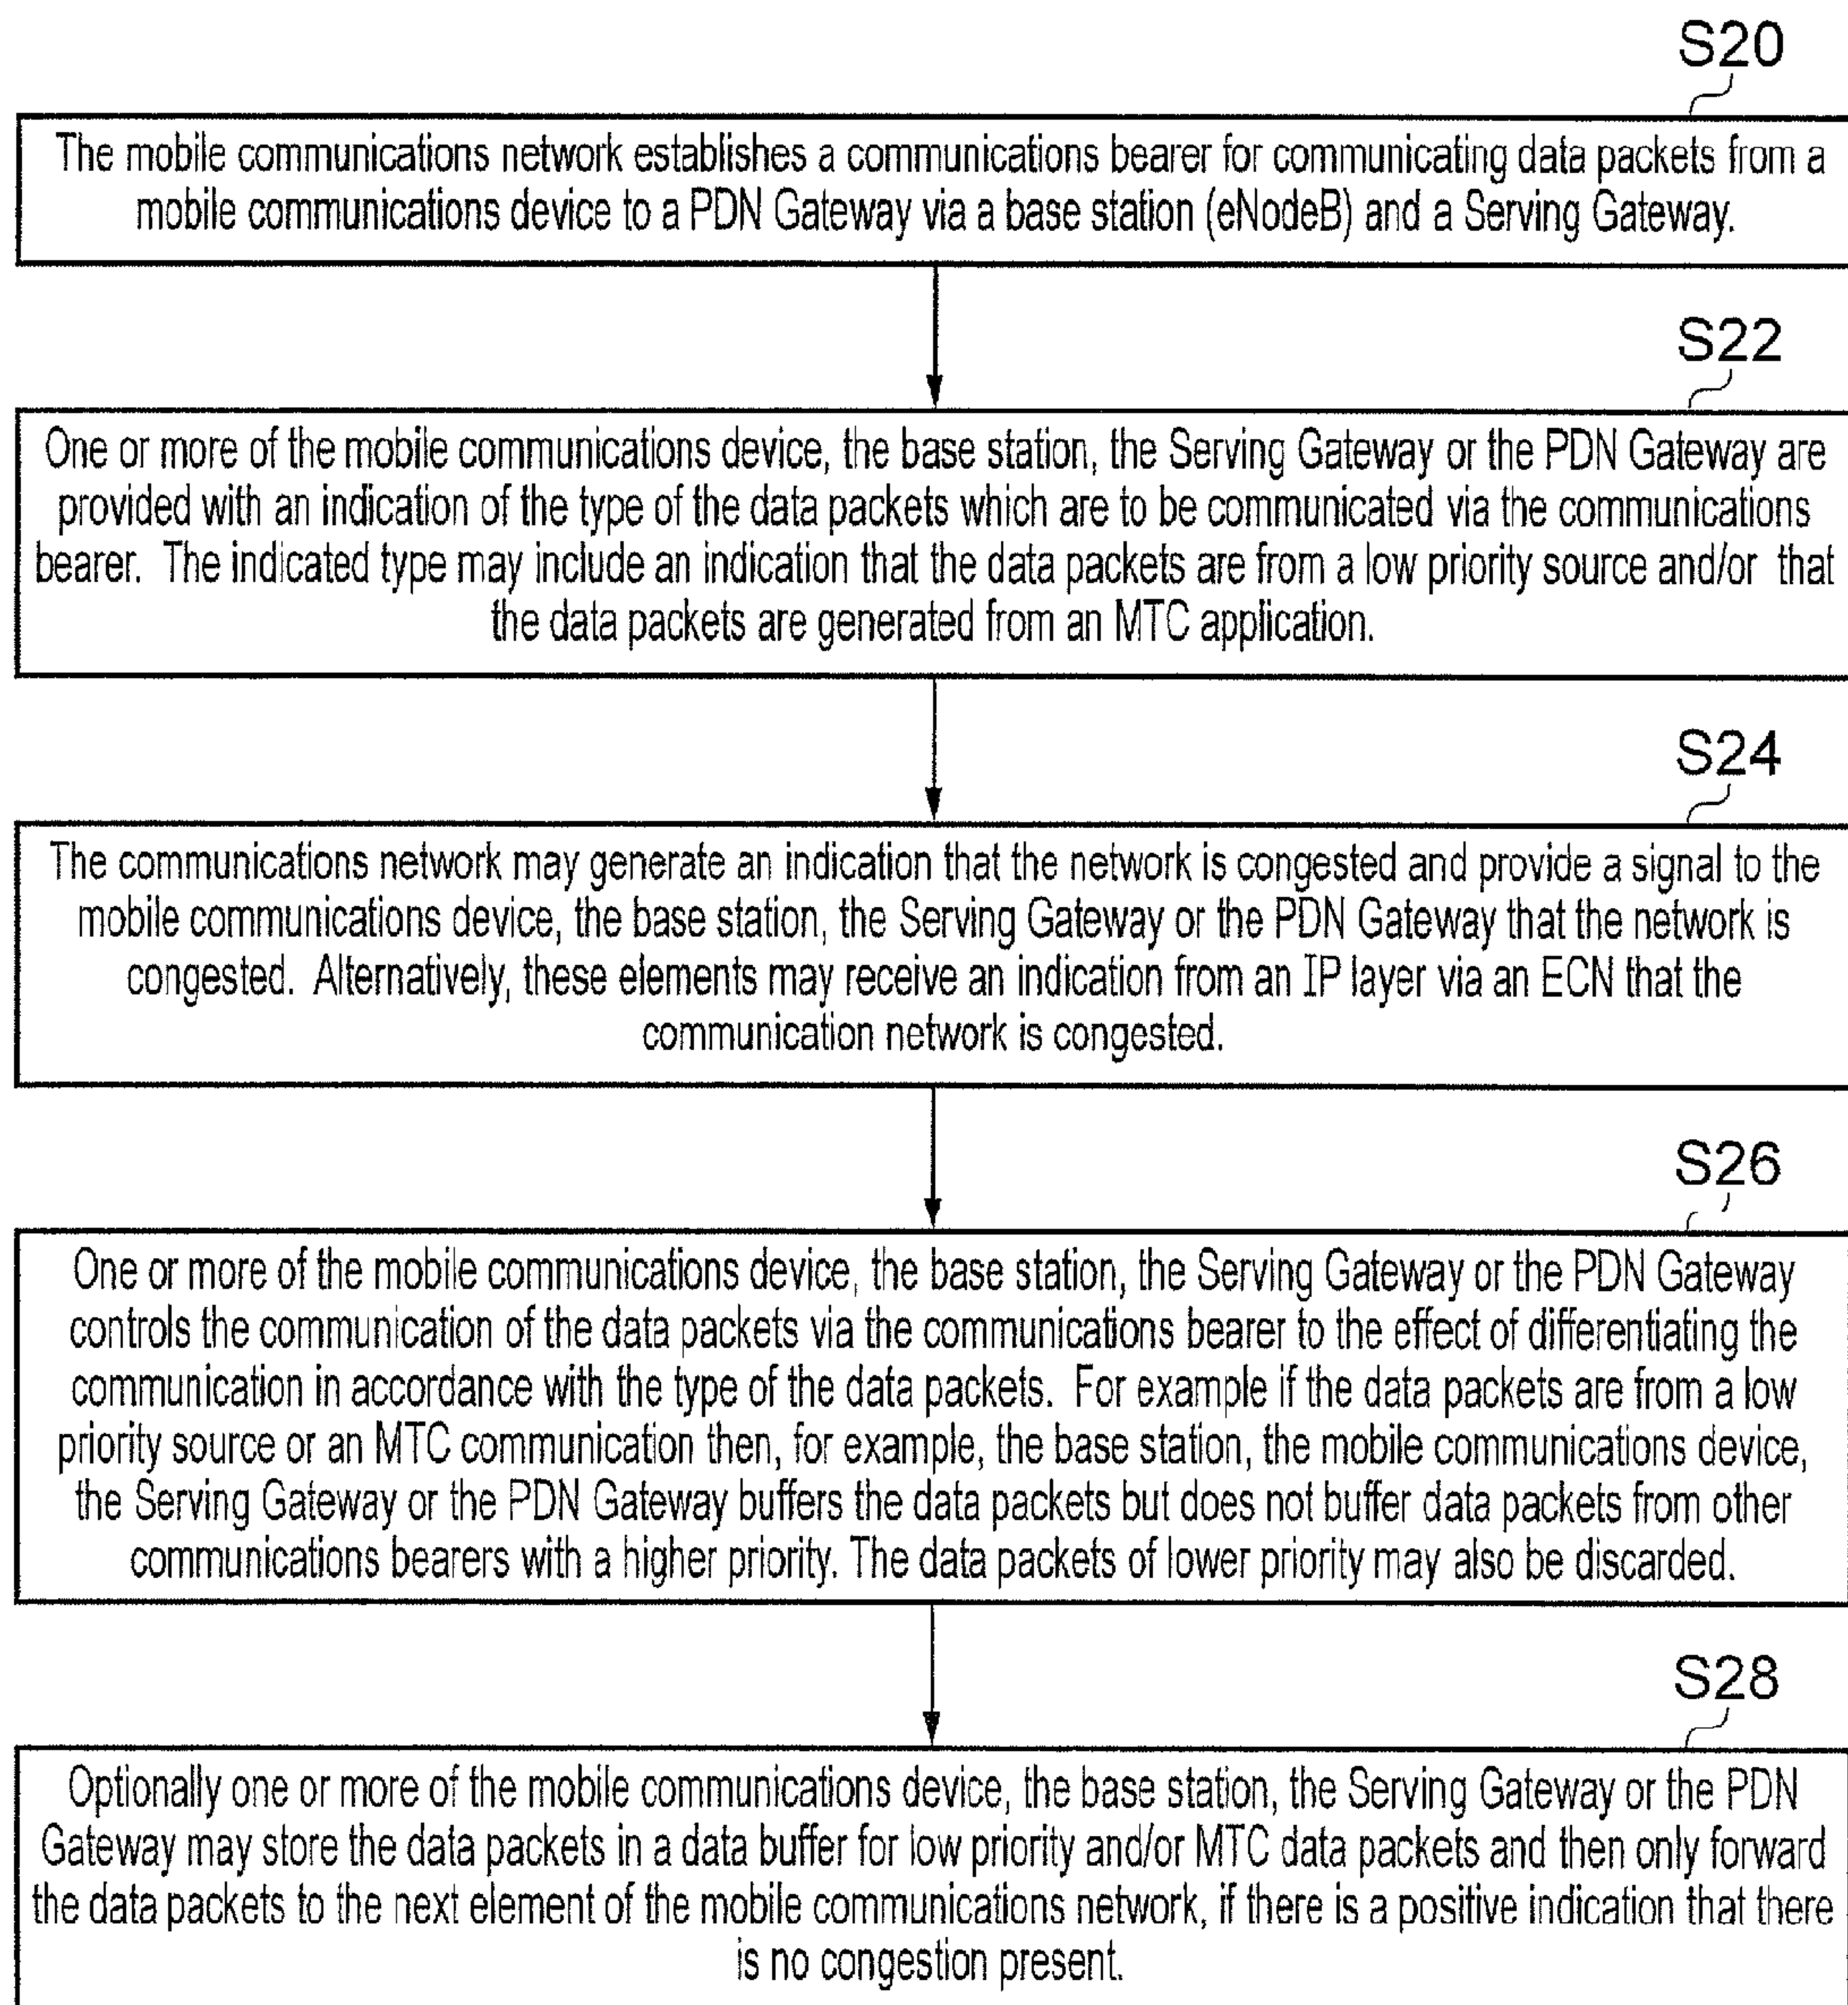 S20
The mobile communications network establishes a communications bearer for communicating data packets from a
mobile communications device to a PDN Gateway via a base station (eNodeB) and a Serving Gateway.
S22
One or more of the mobile communications device, the base station, the Serving Gateway or the PDN Gateway are
provided with an indication of the type of the data packets which are to be communicated via the communications
bearer. The indicated type may include an indication that the data packets are from a low priority source and/or that
the data packets are generated from an MTC application.
S24
The communications network may generate an indication that the network is congested and provide a signal to the
mobile communications device, the base station, the Serving Gateway or the PDN Gateway that the network is
congested. Alternatively, these elements may receive an indication from an IP layer via an ECN that the
communication network is congested.
S26
One or more of the mobile communications device, the base station, the Serving Gateway or the PDN Gateway
controls the communication of the data packets via the communications bearer to the effect of differentiating the
communication in accordance with the type of the data packets. For example if the data packets are from a low
priority source or an MTC communication then, for example, the base station, the mobile communications device,
the Serving Gateway or the PDN Gateway buffers the data packets but does not buffer data packets from other
communications bearers with a higher priority. The data packets of lower priority may also be discarded.
S28
Optionally one or more of the mobile communications device, the base station, the Serving Gateway or the PDN
Gateway may store the data packets in a data buffer for low priority and/or MTC data packets and then only forward
the data packets to the next element of the mobile communications network, if there is a positive indication that there
is no congestion present.